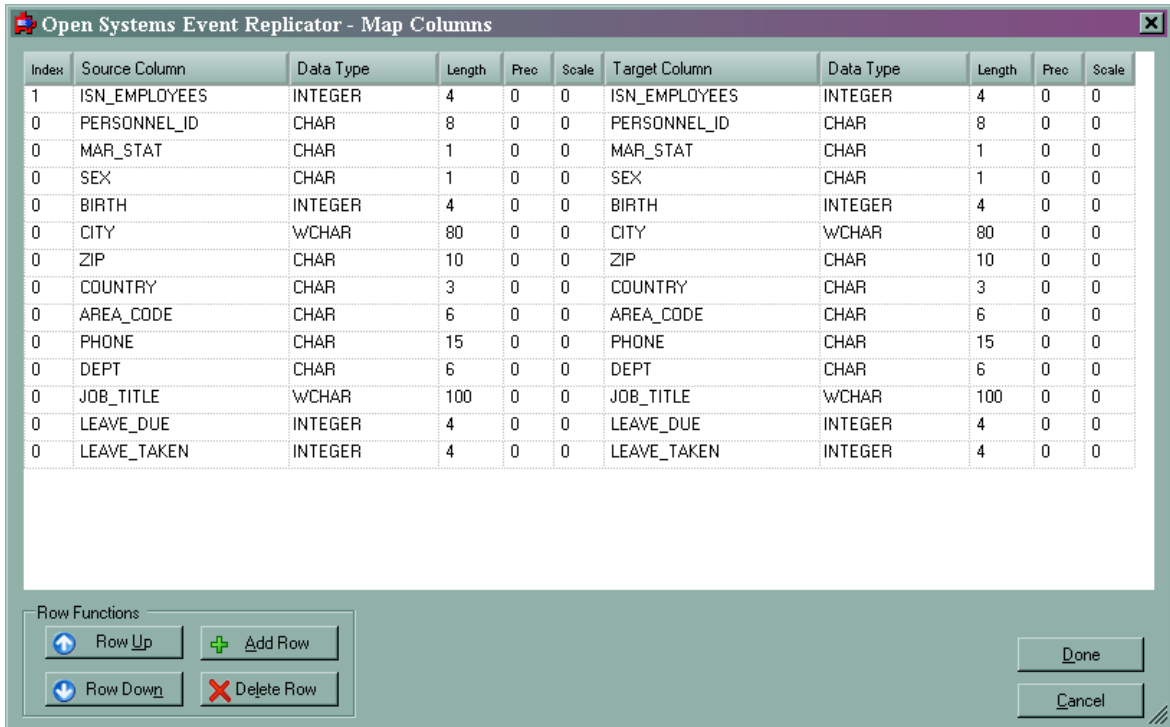 Open Systems Event Replicator - Map Columns
Index Source Column Data Type Length Prec Scale Target Column Data Type Length Prec Scale
1 ISN_EMPLOYEES INTEGER 4 0 0 ISN_EMPLOYEES INTEGER 4 0 0
0 PERSONNEL_ID CHAR 8 0 0 PERSONNEL_ID CHAR 8 0 0
0 MAR_STAT CHAR 1 0 0 MAR_STAT CHAR 1 0 0
0 SEX CHAR 1 0 0 SEX CHAR 1 0 0
0 BIRTH INTEGER 4 0 0 BIRTH INTEGER 4 0 0
0 CITY WCHAR 80 0 0 CITY WCHAR 80 0 0
0 ZIP CHAR 10 0 0 ZIP CHAR 10 0 0
0 COUNTRY CHAR 3 0 0 COUNTRY CHAR 3 0 0
0 AREA_CODE CHAR 6 0 0 AREA_CODE CHAR 6 0 0
0 PHONE CHAR 15 0 0 PHONE CHAR 15 0 0
0 DEPT CHAR 6 0 0 DEPT CHAR 6 0 0
0 JOB_TITLE WCHAR 100 0 0 JOB_TITLE WCHAR 100 0 0
0 LEAVE_DUE INTEGER 4 0 0 LEAVE_DUE INTEGER 4 0 0
0 LEAVE_TAKEN INTEGER 4 0 0 LEAVE_TAKEN INTEGER 4 0 0
Row Functions
Row Up Add Row
Row Down Delete Row
Done
Cancel